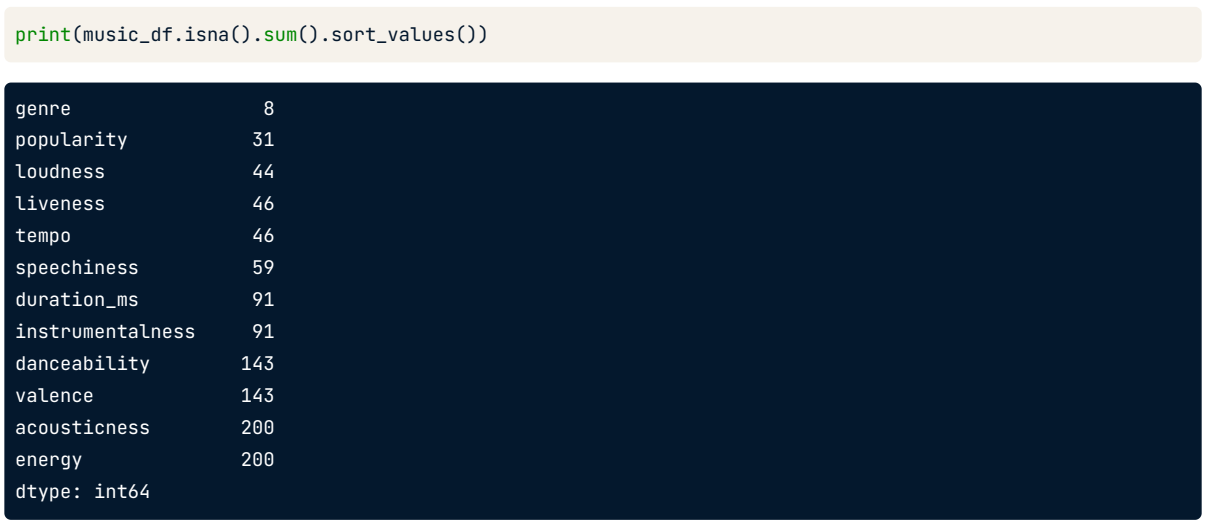 print(music_df.isna().sum().sort_values())
genre 8
popularity 31
loudness 44
liveness 46
tempo 46
speechiness 59
duration_ms 91
instrumentalness 91
danceability 143
valence 143
acousticness 200
energy 200
dtype: int64